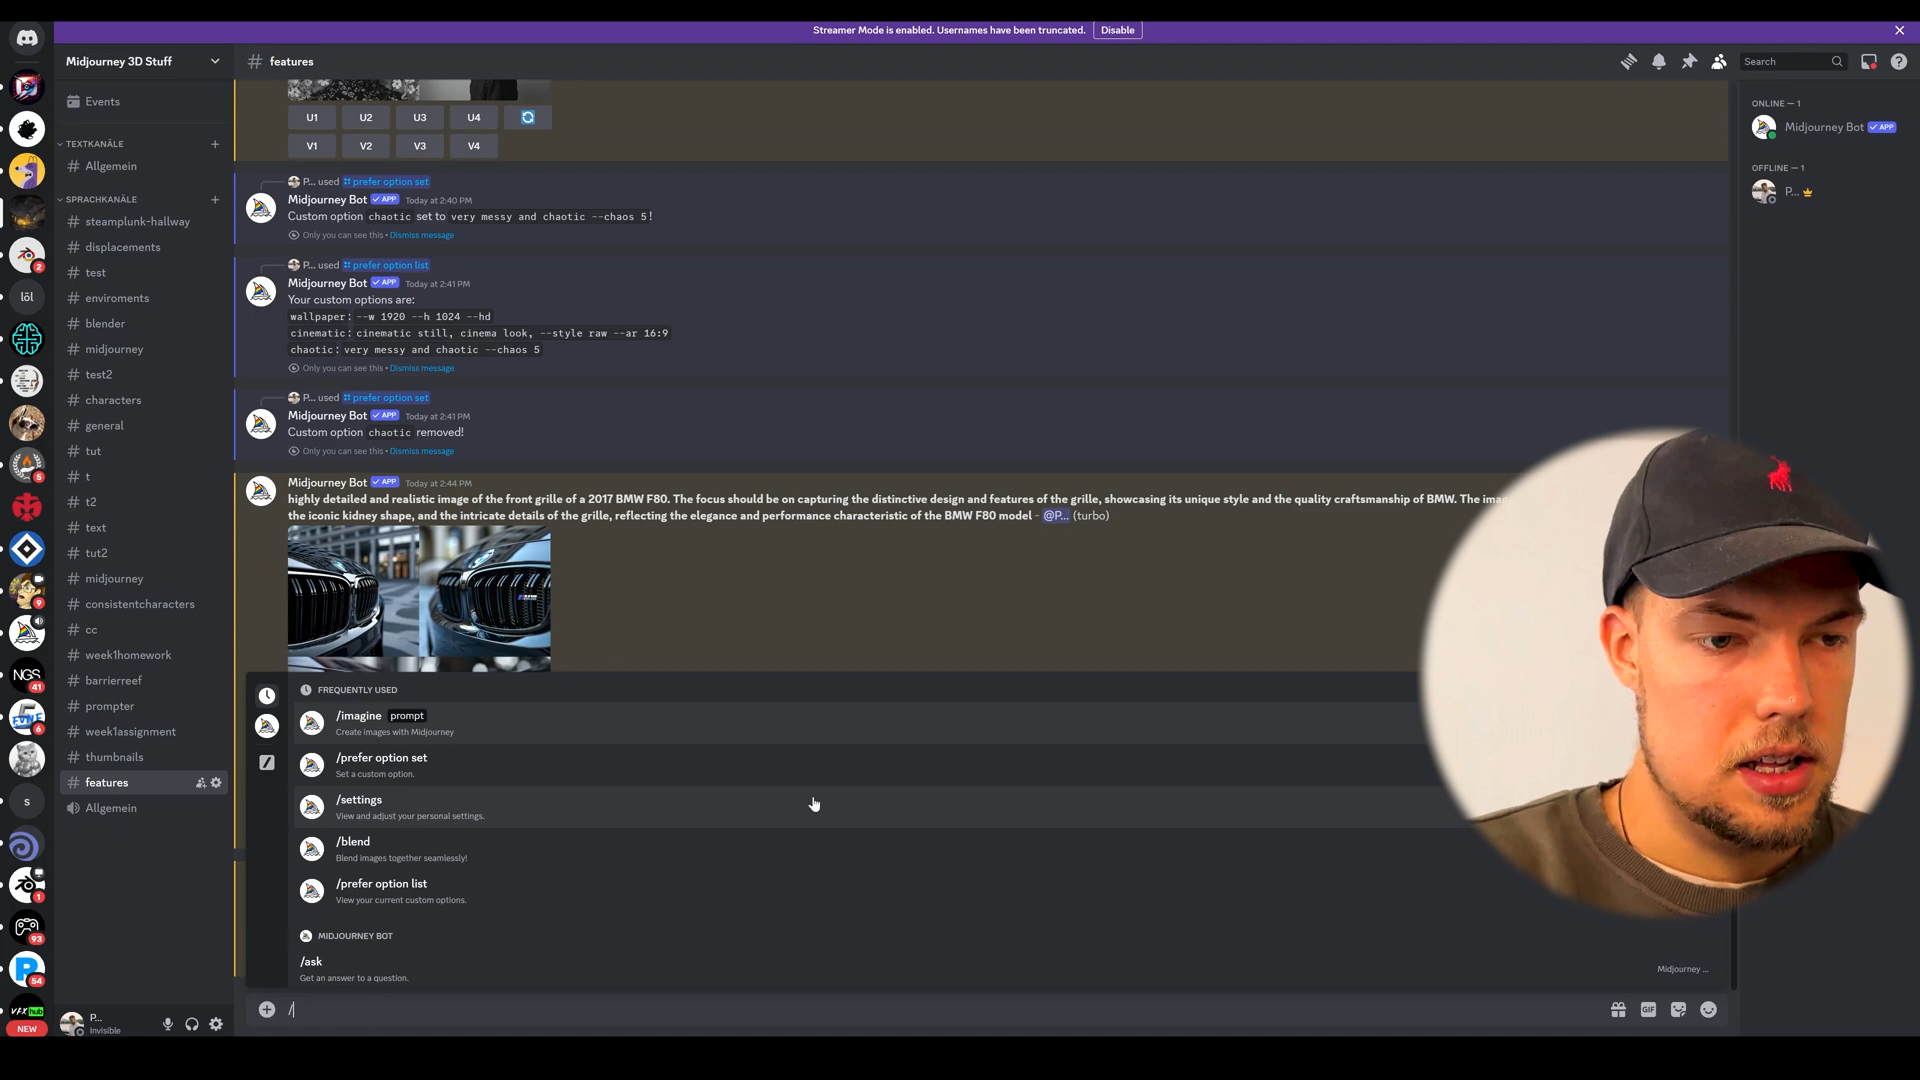 Streamer Mode is enabled. Usernames have been truncated. Disable
Midjourney 3D Stuff
# features
Search
Events
TEXTKANÄLE
# Allgemein
SPRACHKANÄLE
# steamplunk-hallway
# displacements
# test
# enviroments
# blender
# midjourney
# test2
# characters
# general
# tut
# t
# t2
# text
# tut2
# midjourney
# consistentcharacters
# cc
# week1homework
# barrierreef
# prompter
# week1assignment
# thumbnails
# features
Allgemein
P...
Invisible
2
löl
5
9
NGS
41
6
s
1
93
54
VFX hub
NEW
U1 U2 U3 U4
V1 V2 V3 V4
P... used prefer option set
Midjourney Bot APP Today at 2:40 PM
Custom option chaotic set to very messy and chaotic --chaos 5!
Only you can see this • Dismiss message
P... used prefer option list
Midjourney Bot APP Today at 2:41 PM
Your custom options are:
wallpaper: --w 1920 --h 1024 --hd
cinematic: cinematic still, cinema look, --style raw --ar 16:9
chaotic: very messy and chaotic --chaos 5
Only you can see this • Dismiss message
P... used prefer option set
Midjourney Bot APP Today at 2:41 PM
Custom option chaotic removed!
Only you can see this • Dismiss message
Midjourney Bot APP Today at 2:44 PM
highly detailed and realistic image of the front grille of a 2017 BMW F80. The focus should be on capturing the distinctive design and features of the grille, showcasing its unique style and the quality craftsmanship of BMW. The
the iconic kidney shape, and the intricate details of the grille, reflecting the elegance and performance characteristic of the BMW F80 model - @P... (turbo)
FREQUENTLY USED
/imagine prompt
Create images with Midjourney
/prefer option set
Set a custom option.
/settings
View and adjust your personal settings.
/blend
Blend images together seamlessly!
/prefer option list
View your current custom options.
MIDJOURNEY BOT
/ask
Get an answer to a question.
Midjourney ...
/
GIF
ONLINE — 1
Midjourney Bot APP
OFFLINE — 1
P...